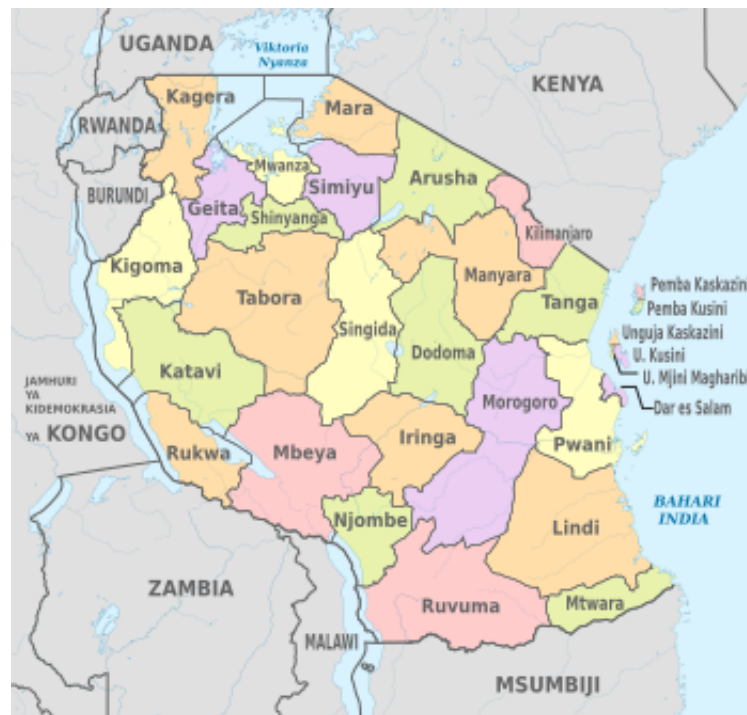 UGANDA
Viktoria
Nyanza
KENYA
Kagera
Mara
RWANDA
Mwanza
BURUNDI
Geita
Simiyu
Arusha
Shinyanga
Kilimanjaro
Kigoma
Manyara
Tabora
Tanga
Pemba Kaskazini
Pemba Kusini
Singida
Unguja Kaskazini
Dodoma
U. Kusini
Katavi
U. Mjini Magharibi
JAMHURI
YA
KIDEMOKRASIA
YA KONGO
Morogoro
Dar es Salam
Rukwa
Mbeya
Iringa
Pwani
Njombe
Lindi
BAHARI
INDIA
ZAMBIA
Ruvuma
Mtwara
MALAWI
MSUMBIJI